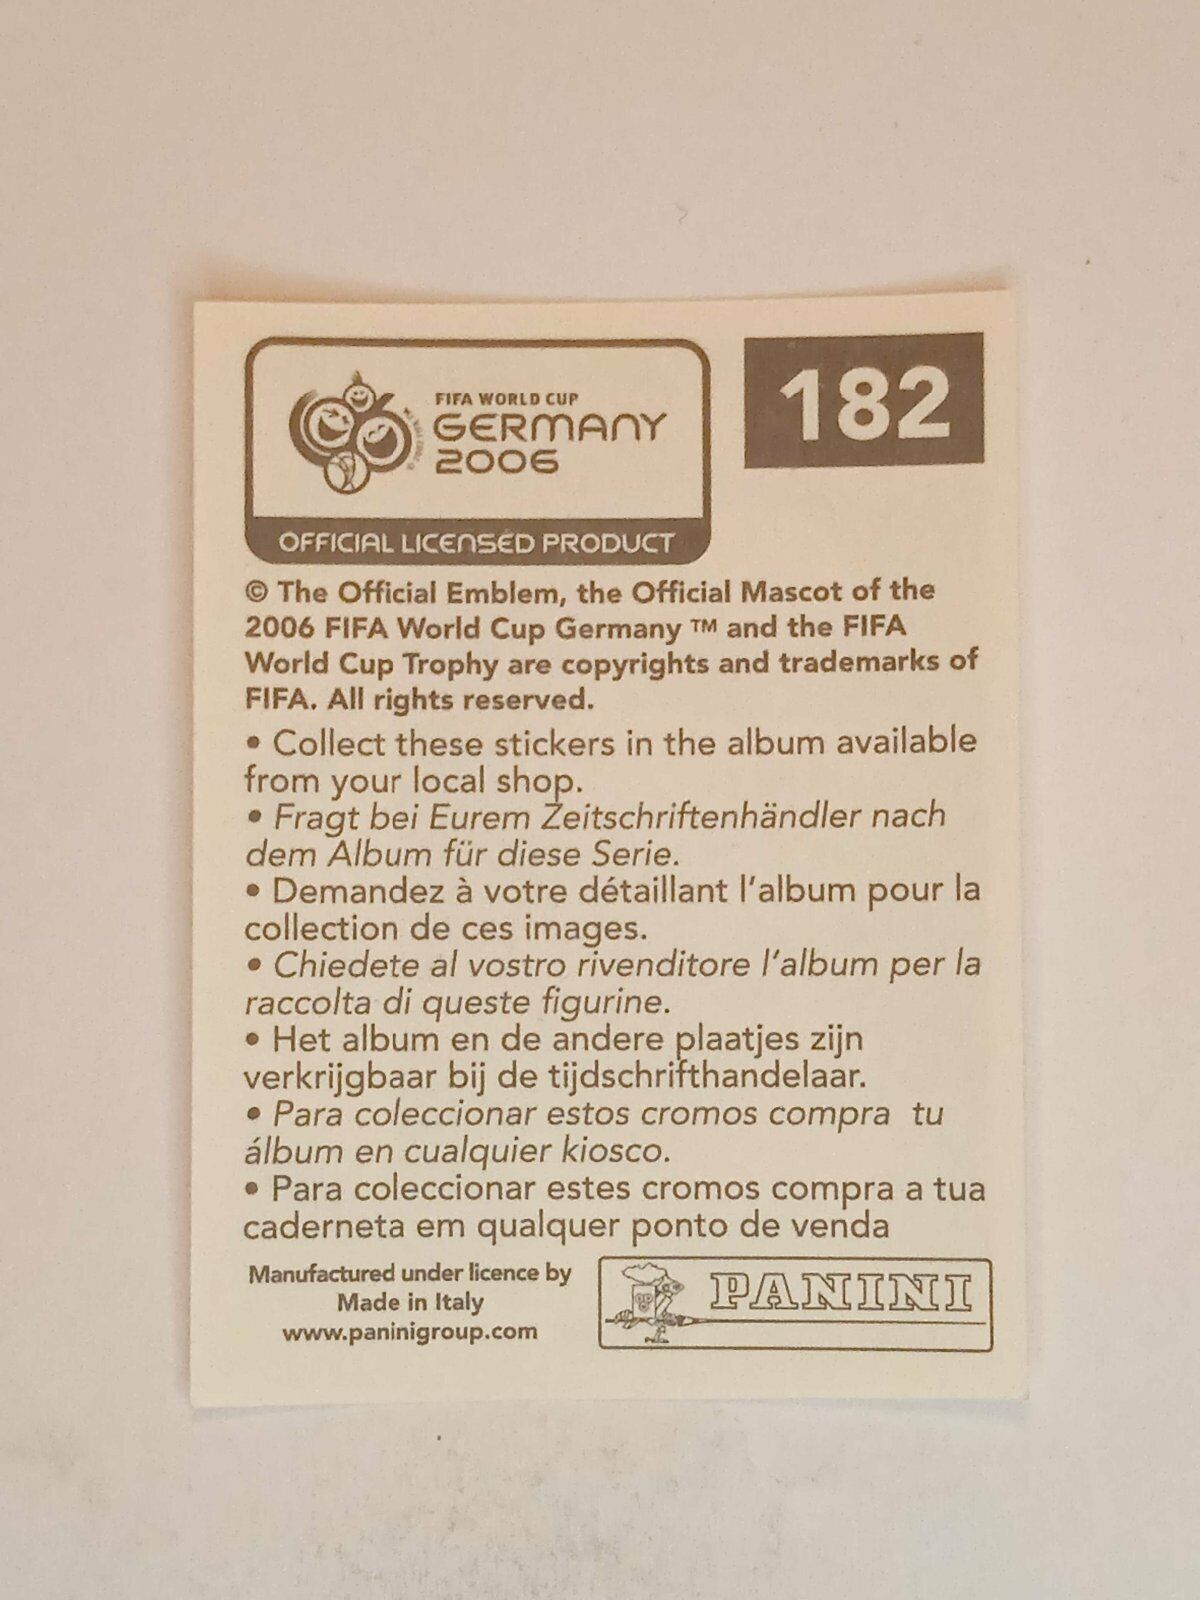 FIFA WORLD CUP
GERMANY
2006
OFFICIAL LICENSED PRODUCT
182
© The Official Emblem, the Official Mascot of the
2006 FIFA World Cup Germany ™ and the FIFA
World Cup Trophy are copyrights and trademarks of
FIFA. All rights reserved.
• Collect these stickers in the album available
from your local shop.
• Fragt bei Eurem Zeitschriftenhändler nach
dem Album für diese Serie.
• Demandez à votre détaillant l'album pour la
collection de ces images.
• Chiedete al vostro rivenditore l'album per la
raccolta di queste figurine.
• Het album en de andere plaatjes zijn
verkrijgbaar bij de tijdschrifthandelaar.
• Para coleccionar estos cromos compra tu
álbum en cualquier kiosco.
• Para coleccionar estes cromos compra a tua
caderneta em qualquer ponto de venda
Manufactured under licence by
Made in Italy
www.paninigroup.com
PANINI